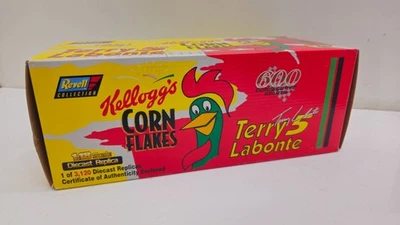 Revell
COLLECTION
Kellogg's
CORN
FLAKES
Diecast Replica
1 of 3,120 Diecast Replicas
Certificate of Authenticity Enclosed
600
Terry 5
Labonte